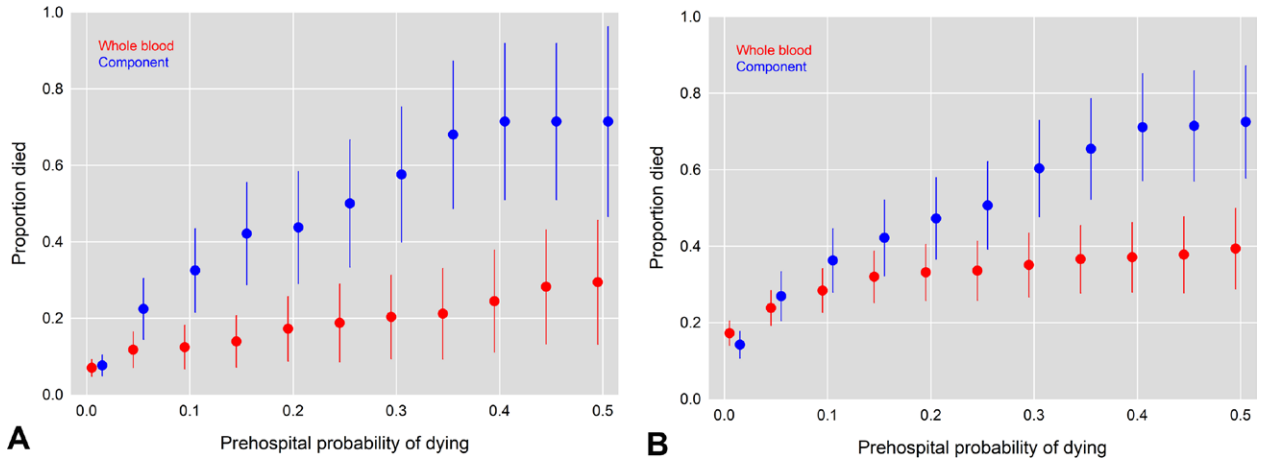 1.0
Whole blood
Component
0.8
0.6
0.4
0.2
0.0
Proportion died
0.0 0.1 0.2 0.3 0.4 0.5
Prehospital probability of dying
A
1.0
Whole blood
Component
0.8
0.6
0.4
0.2
0.0
Proportion died
0.0 0.1 0.2 0.3 0.4 0.5
Prehospital probability of dying
B